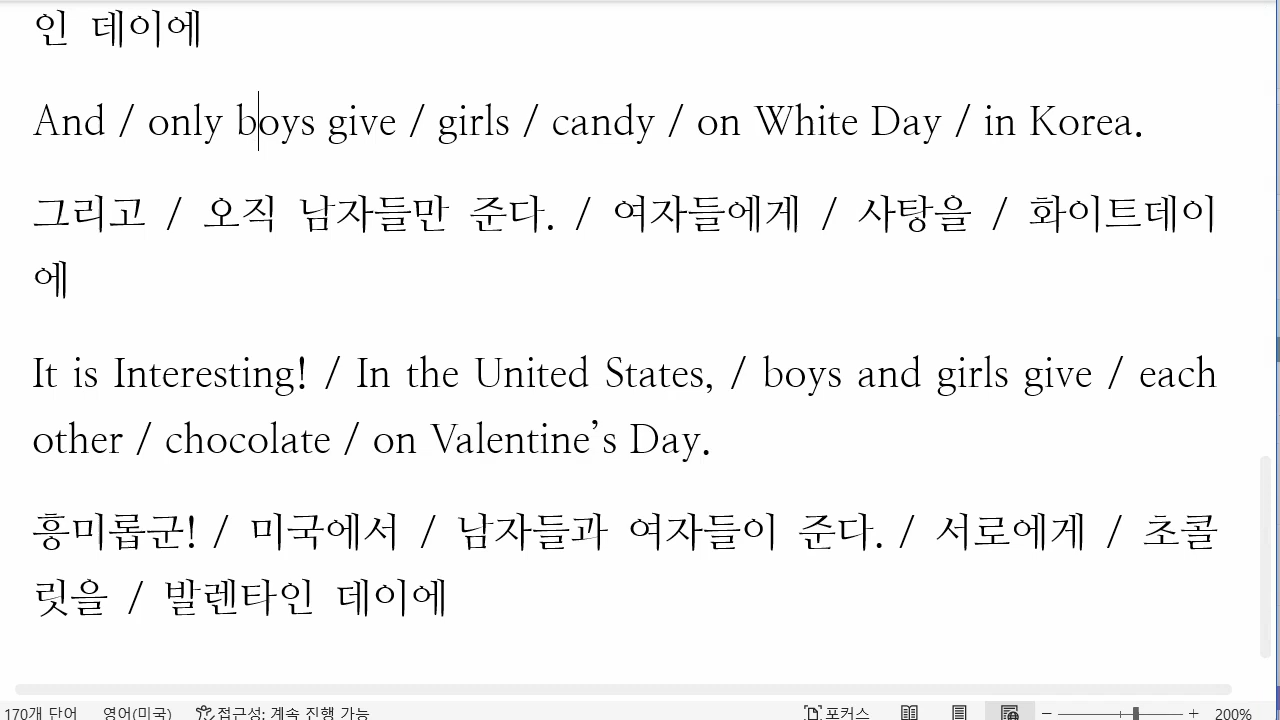 인 데이에
And / only boys give / girls / candy / on White Day / in Korea.
그리고 / 오직 남자들만 준다. / 여자들에게 / 사탕을 / 화이트데이
에
It is Interesting! / In the United States, / boys and girls give / each
other / chocolate / on Valentine’s Day.
흥미롭군! / 미국에서 / 남자들과 여자들이 준다. / 서로에게 / 초콜
릿을 / 발렌타인 데이에
170개 단어 영어(미국) 접근성: 계속 진행 가능 포커스 200%